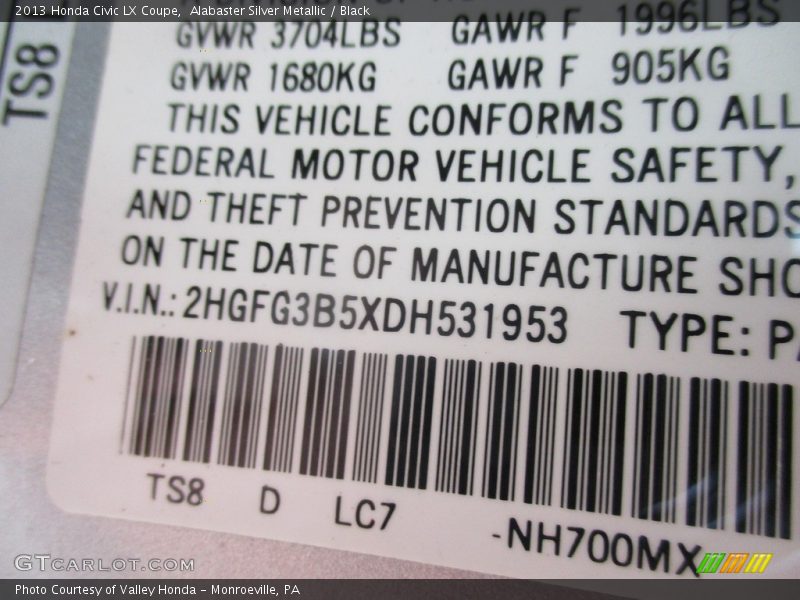 2013 Honda Civic LX Coupe, Alabaster Silver Metallic / Black
TS8
GVWR 3704LBS GAWR F 1996LBS
GVWR 1680KG GAWR F 905KG
THIS VEHICLE CONFORMS TO ALL
FEDERAL MOTOR VEHICLE SAFETY,
AND THEFT PREVENTION STANDARDS
ON THE DATE OF MANUFACTURE SHO
V.I.N.: 2HGFG3B5XDH531953 TYPE: PA
TS8 D LC7 -NH700MX
GTCARLOT.COM
Photo Courtesy of Valley Honda - Monroeville, PA